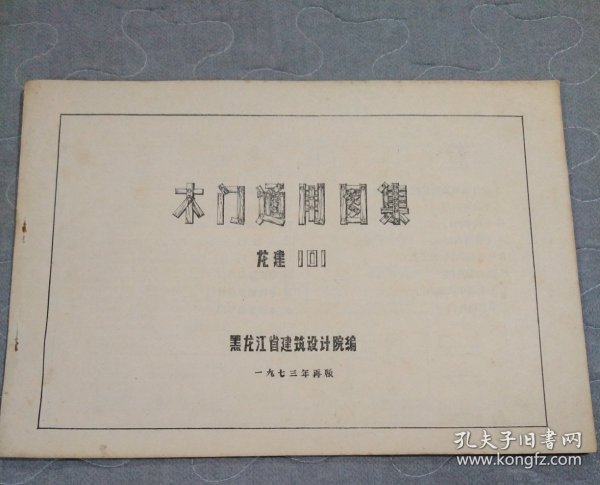 木门通用图集
龙建 101
黑龙江省建筑设计院编
一九七三年再版
孔夫子旧书网
www.kongfz.com